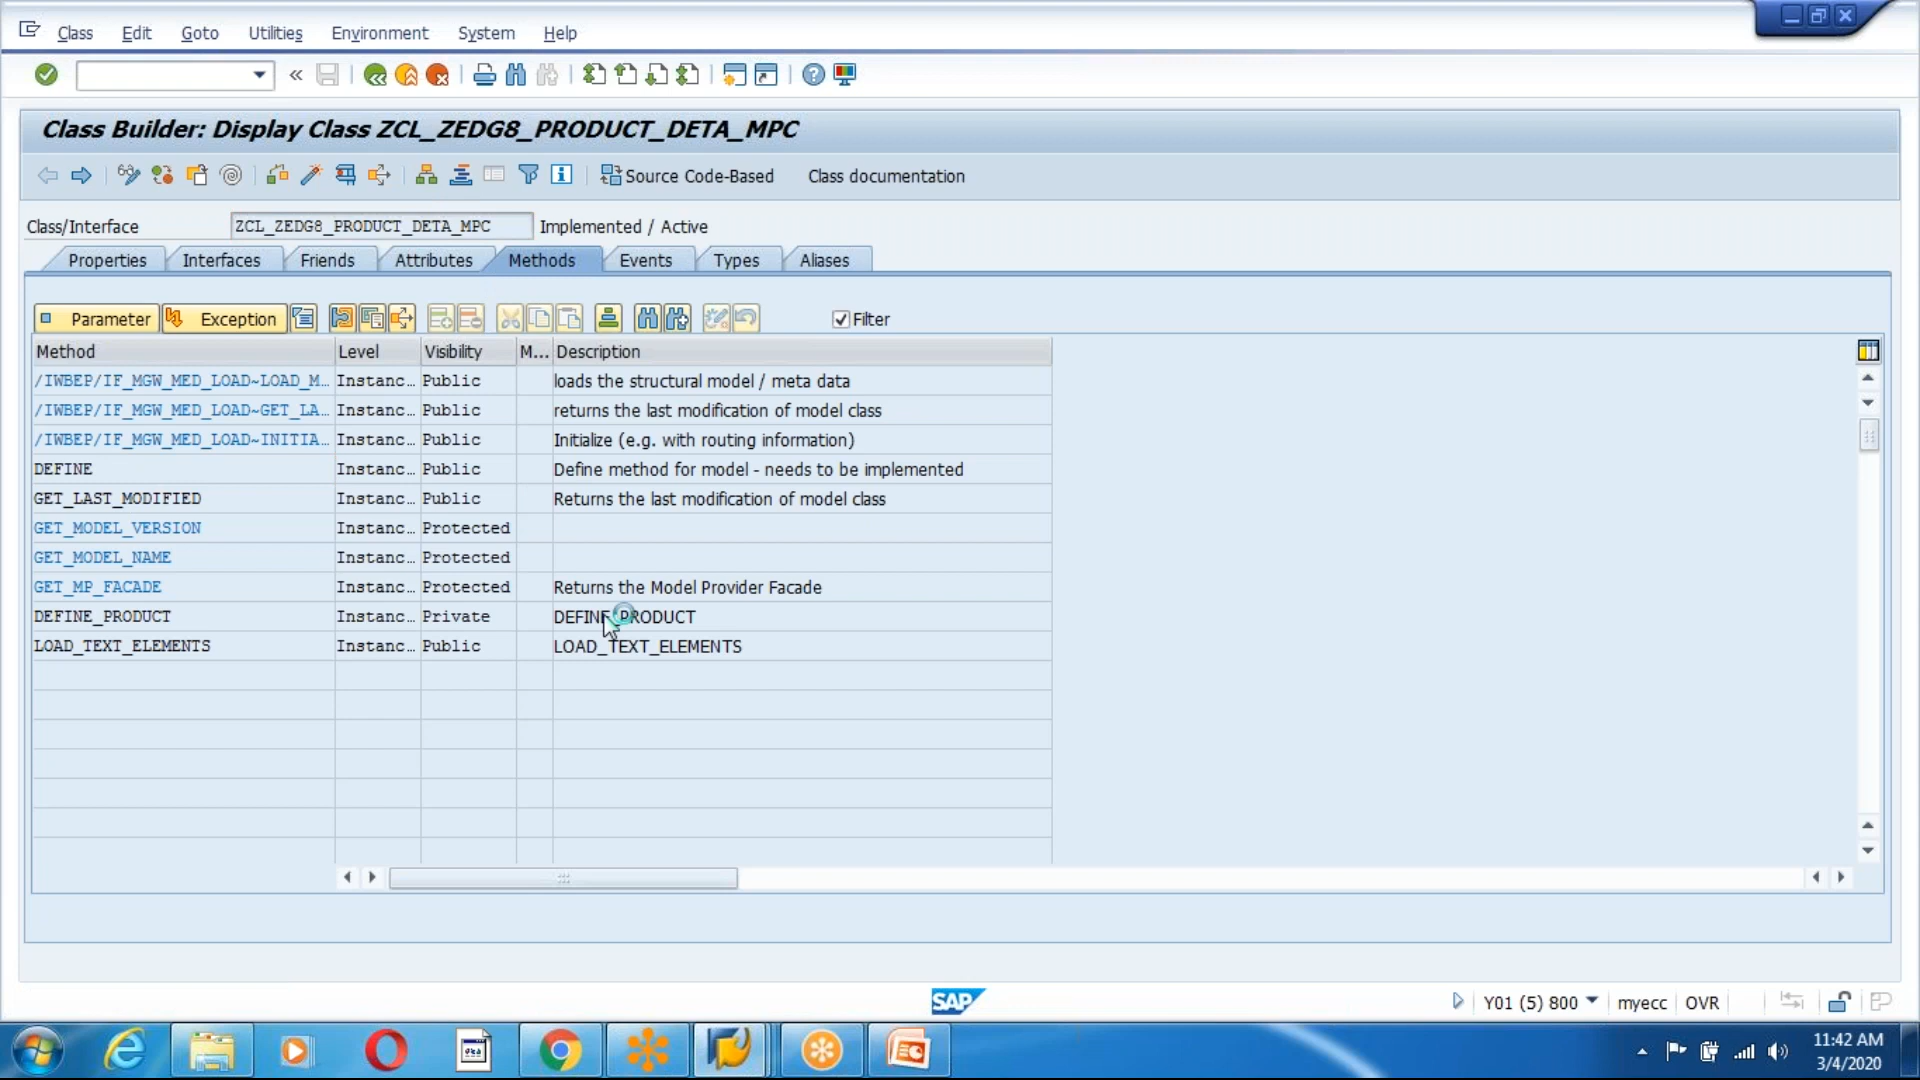 Class Edit Goto Utilities Environment System Help
Class Builder: Display Class ZCL_ZEDG8_PRODUCT_DETA_MPC
Source Code-Based Class documentation
Class/Interface ZCL_ZEDG8_PRODUCT_DETA_MPC Implemented / Active
Properties Interfaces Friends Attributes Methods Events Types Aliases
Parameter Exception Filter
Method Level Visibility M... Description
/IWBEP/IF_MGW_MED_LOAD~LOAD_M... Instanc... Public loads the structural model / meta data
/IWBEP/IF_MGW_MED_LOAD~GET_LA... Instanc... Public returns the last modification of model class
/IWBEP/IF_MGW_MED_LOAD~INITIA... Instanc... Public Initialize (e.g. with routing information)
DEFINE Instanc... Public Define method for model - needs to be implemented
GET_LAST_MODIFIED Instanc... Public Returns the last modification of model class
GET_MODEL_VERSION Instanc... Protected
GET_MODEL_NAME Instanc... Protected
GET_MP_FACADE Instanc... Protected Returns the Model Provider Facade
DEFINE_PRODUCT Instanc... Private DEFINE_PRODUCT
LOAD_TEXT_ELEMENTS Instanc... Public LOAD_TEXT_ELEMENTS
SAP Y01 (5) 800 myecc OVR
11:42 AM
3/4/2020